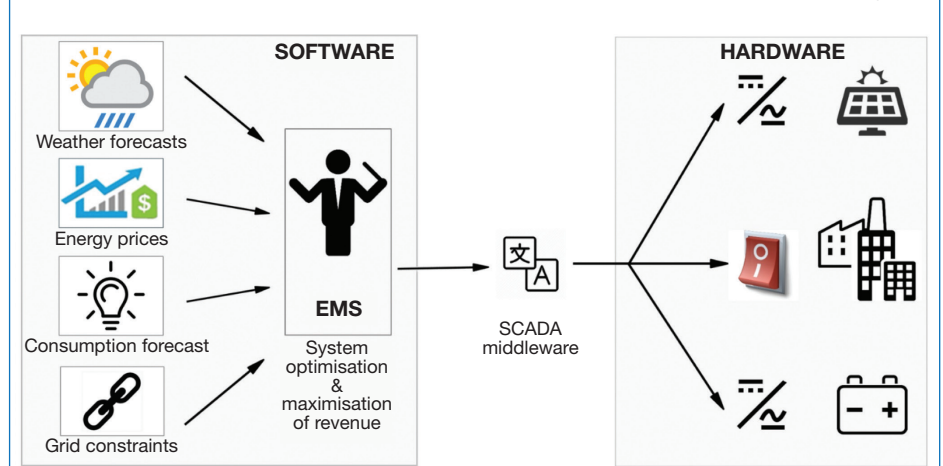 SOFTWARE
Weather forecasts
$
Energy prices
Consumption forecast
Grid constraints
EMS
System
optimisation
&
maximisation
of revenue
文
A
SCADA
middleware
HARDWARE